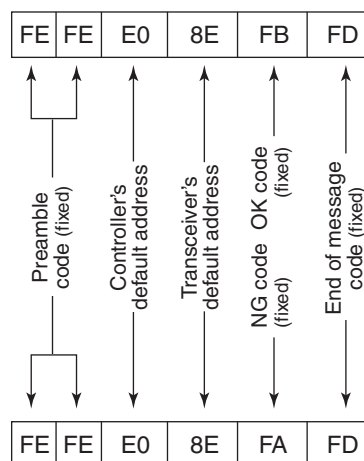 FE FE E0 8E FB FD
Preamble
code (fixed)
Controller's
default address
Transceiver's
default address
OK code
(fixed)
NG code
(fixed)
End of message
code (fixed)
FE FE E0 8E FA FD